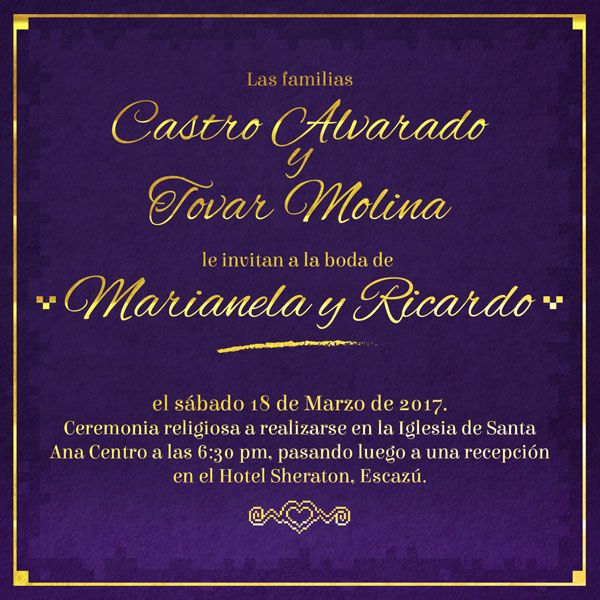 Las familias
Castro Alvarado
y
Tovar Molina
le invitan a la boda de
Marianela y Ricardo
el sábado 18 de Marzo de 2017.
Ceremonia religiosa a realizarse en la Iglesia de Santa
Ana Centro a las 6:30 pm, pasando luego a una recepción
en el Hotel Sheraton, Escazú.